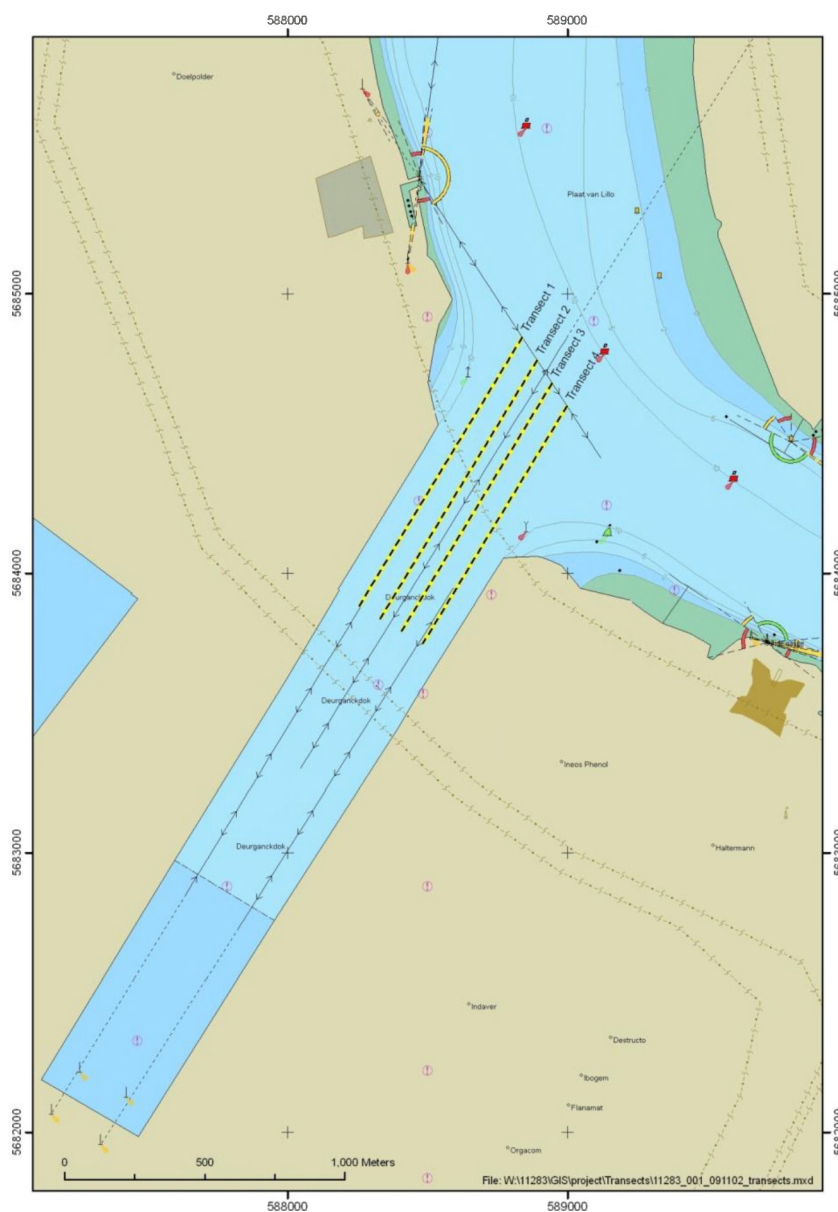 588000
589000
Doelpolder
Plaat van Lillo
5685000
Transect 1
Transect 2
Transect 3
Transect 4
5684000
5684000
Deurganckdok
Deurganckdok
Ineos Phenol
5683000
Deurganckdok
Haltermann
5683000
Indaver
Destructo
Ibogem
Flanamat
5682000
Orgacom
0
500
1,000 Meters
File: W:\11283\GIS\project\Transects\11283_001_091102_transects.mxd
588000
589000